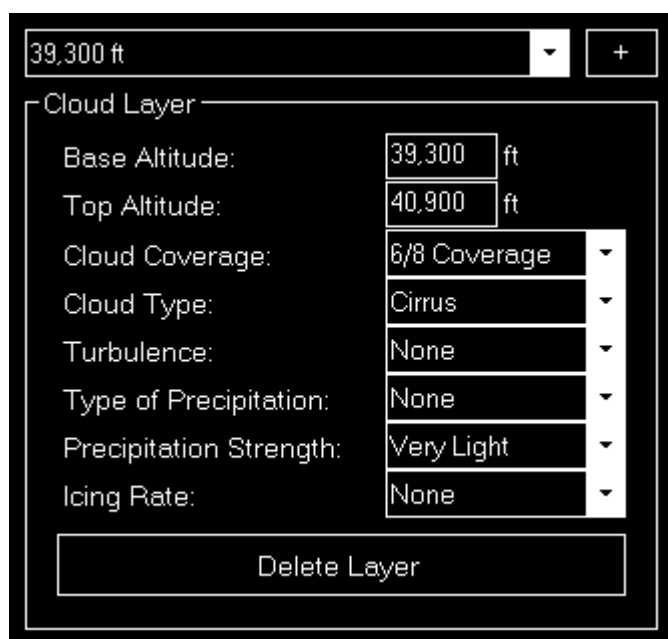 39,300 ft +
Cloud Layer
Base Altitude: 39,300 ft
Top Altitude: 40,900 ft
Cloud Coverage: 6/8 Coverage
Cloud Type: Cirrus
Turbulence: None
Type of Precipitation: None
Precipitation Strength: Very Light
Icing Rate: None
Delete Layer